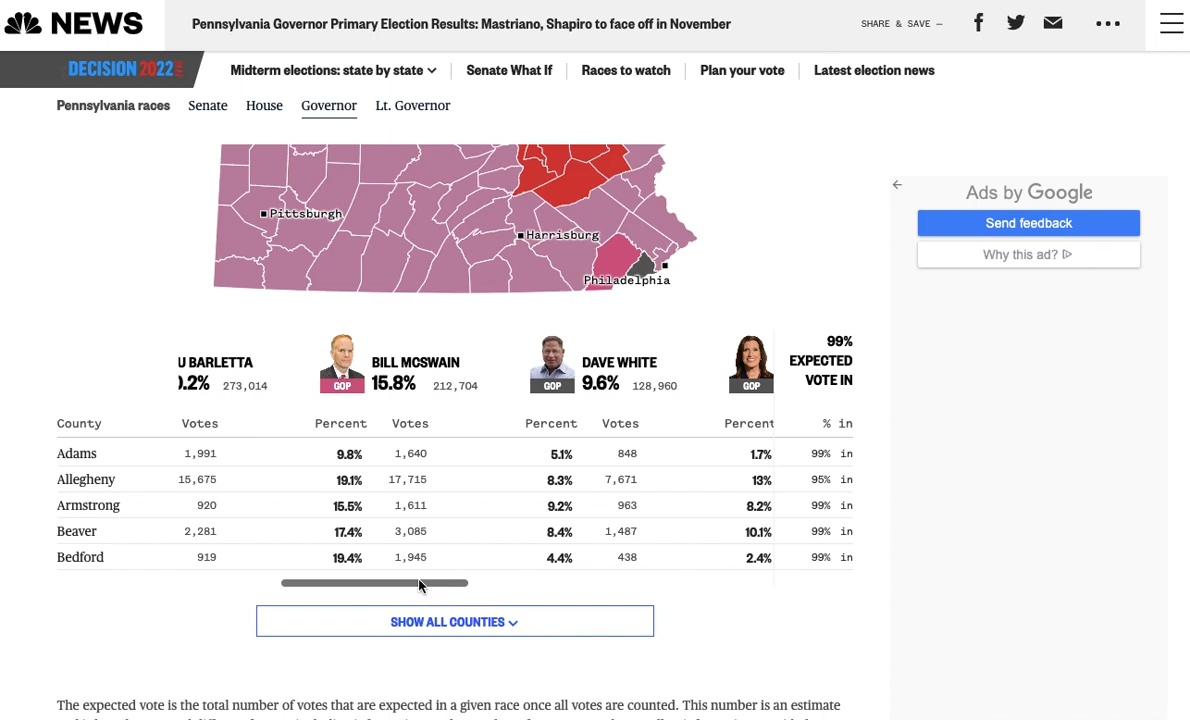 NEWS
Pennsylvania Governor Primary Election Results: Mastriano, Shapiro to face off in November
SHARE & SAVE —
DECISION 2022
Midterm elections: state by state
Senate What If
Races to watch
Plan your vote
Latest election news
Pennsylvania races Senate House Governor Lt. Governor
Pittsburgh
Harrisburg
Philadelphia
Ads by Google
Send feedback
Why this ad?
U BARLETTA
0.2% 273,014
GOP
BILL MCSWAIN
15.8% 212,704
GOP
DAVE WHITE
9.6% 128,960
GOP
99%
EXPECTED
VOTE IN
County Votes Percent Votes Percent Votes Percent % in
Adams 1,991 9.8% 1,640 5.1% 848 1.7% 99% in
Allegheny 15,675 19.1% 17,715 8.3% 7,671 13% 95% in
Armstrong 920 15.5% 1,611 9.2% 963 8.2% 99% in
Beaver 2,281 17.4% 3,085 8.4% 1,487 10.1% 99% in
Bedford 919 19.4% 1,945 4.4% 438 2.4% 99% in
SHOW ALL COUNTIES
The expected vote is the total number of votes that are expected in a given race once all votes are counted. This number is an estimate